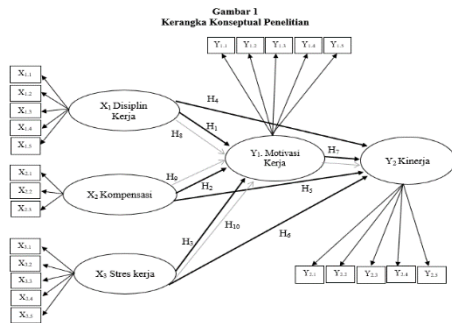 Gambar 1
Kerangka Konseptual Penelitian
Y1.1
Y1.2
Y1.3
Y1.4
Y1.5
X1.1
X1.2
X1.3
X1.4
X1.5
X1 Disiplin
Kerja
H4
H1
H8
Y1. Motivasi
Kerja
H7
Y2 Kinerja
X2.1
X2.2
X2.3
X2 Kompensasi
H9
H2
H5
H3
H10
H6
X3.1
X3.2
X3.3
X3.4
X3.5
X3 Stres kerja
Y2.1
Y2.2
Y2.3
Y2.4
Y2.5